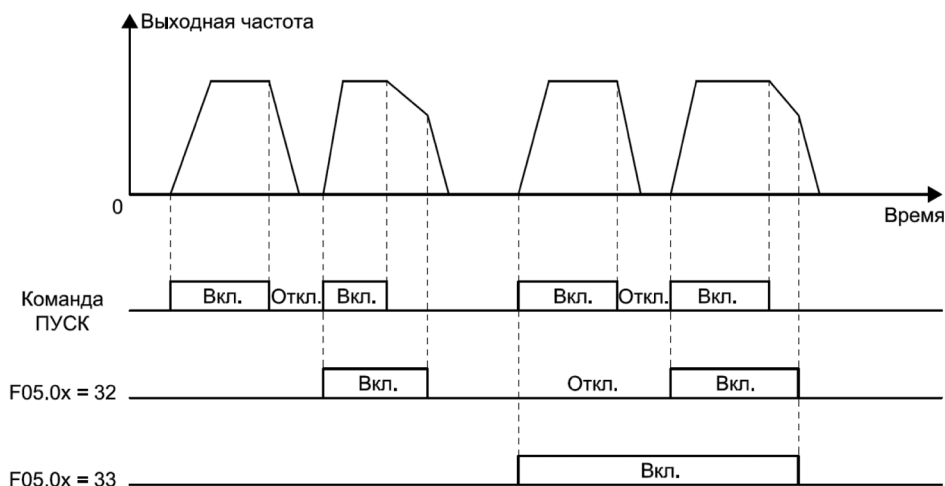 Выходная частота
0
Время
Команда
ПУСК
Вкл. Откл. Вкл. Вкл. Откл. Вкл.
F05.0x = 32
Вкл. Откл. Вкл.
F05.0x = 33
Вкл.